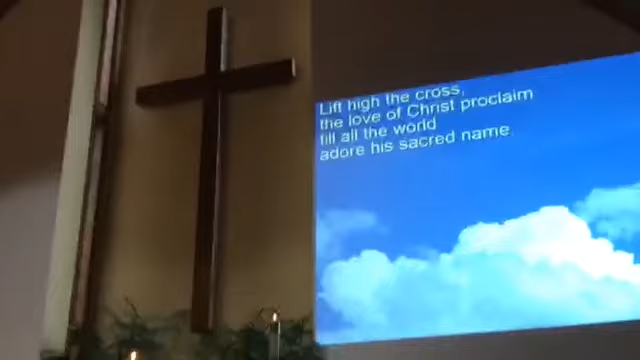 Lift high the cross,
the love of Christ proclaim
till all the world
adore his sacred name.